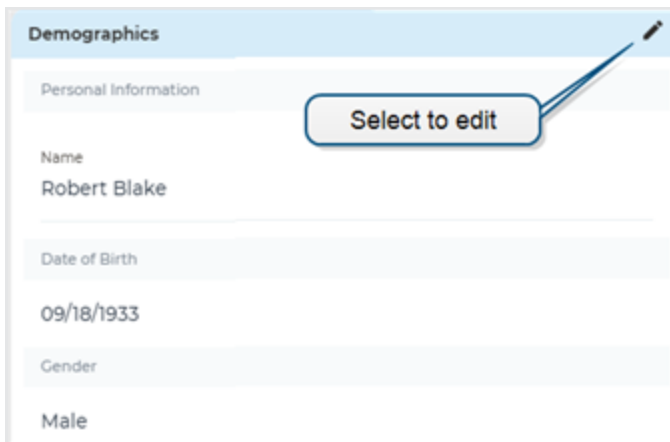 Demographics
Personal Information
Select to edit
Name
Robert Blake
Date of Birth
09/18/1933
Gender
Male